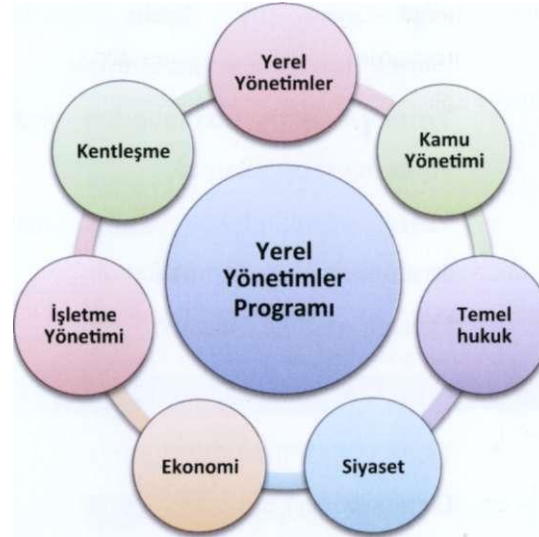 Yerel
Yönetimler
Kamu
Yönetimi
Temel
hukuk
Siyaset
Ekonomi
İşletme
Yönetimi
Kentleşme
Yerel
Yönetimler
Programı